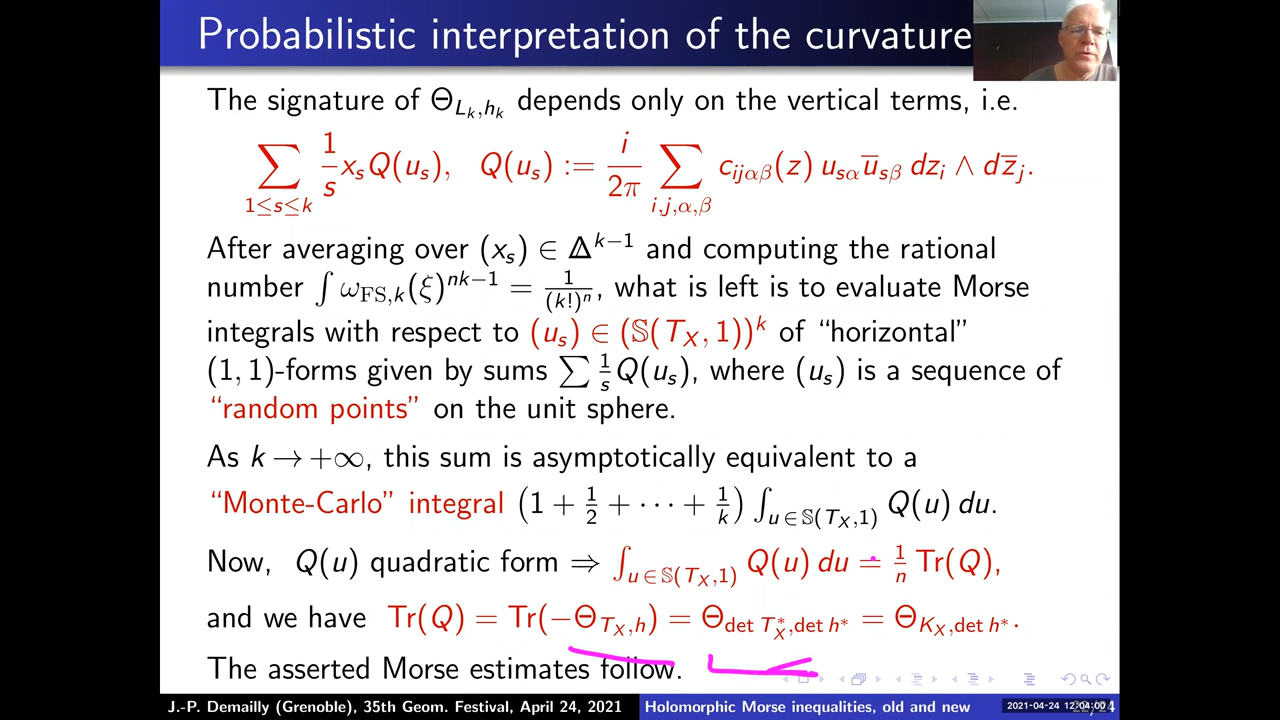 Probabilistic interpretation of the curvature
The signature of Θ_{L_k,h_k} depends only on the vertical terms, i.e.
∑_{1≤s≤k} 1/s x_s Q(u_s), Q(u_s) := i/2π ∑_{i,j,α,β} c_{ijαβ}(z) u_{sα} ū_{sβ} dz_i ∧ dz̄_j.
After averaging over (x_s) ∈ Δ^{k−1} and computing the rational
number ∫ ω_{FS,k}(ξ)^{nk−1} = 1/(k!)^n, what is left is to evaluate Morse
integrals with respect to (u_s) ∈ (𝕊(T_X, 1))^k of “horizontal”
(1, 1)-forms given by sums ∑ 1/s Q(u_s), where (u_s) is a sequence of
“random points” on the unit sphere.
As k → +∞, this sum is asymptotically equivalent to a
“Monte-Carlo” integral (1 + 1/2 + · · · + 1/k) ∫_{u∈𝕊(T_X,1)} Q(u) du.
Now, Q(u) quadratic form ⇒ ∫_{u∈𝕊(T_X,1)} Q(u) du = 1/n Tr(Q),
and we have Tr(Q) = Tr(−Θ_{T_X,h}) = Θ_{det T*_X,det h*} = Θ_{K_X,det h*}.
The asserted Morse estimates follow.
J.-P. Demailly (Grenoble), 35th Geom. Festival, April 24, 2021 Holomorphic Morse inequalities, old and new
2021-04-24 12:04:00 /24